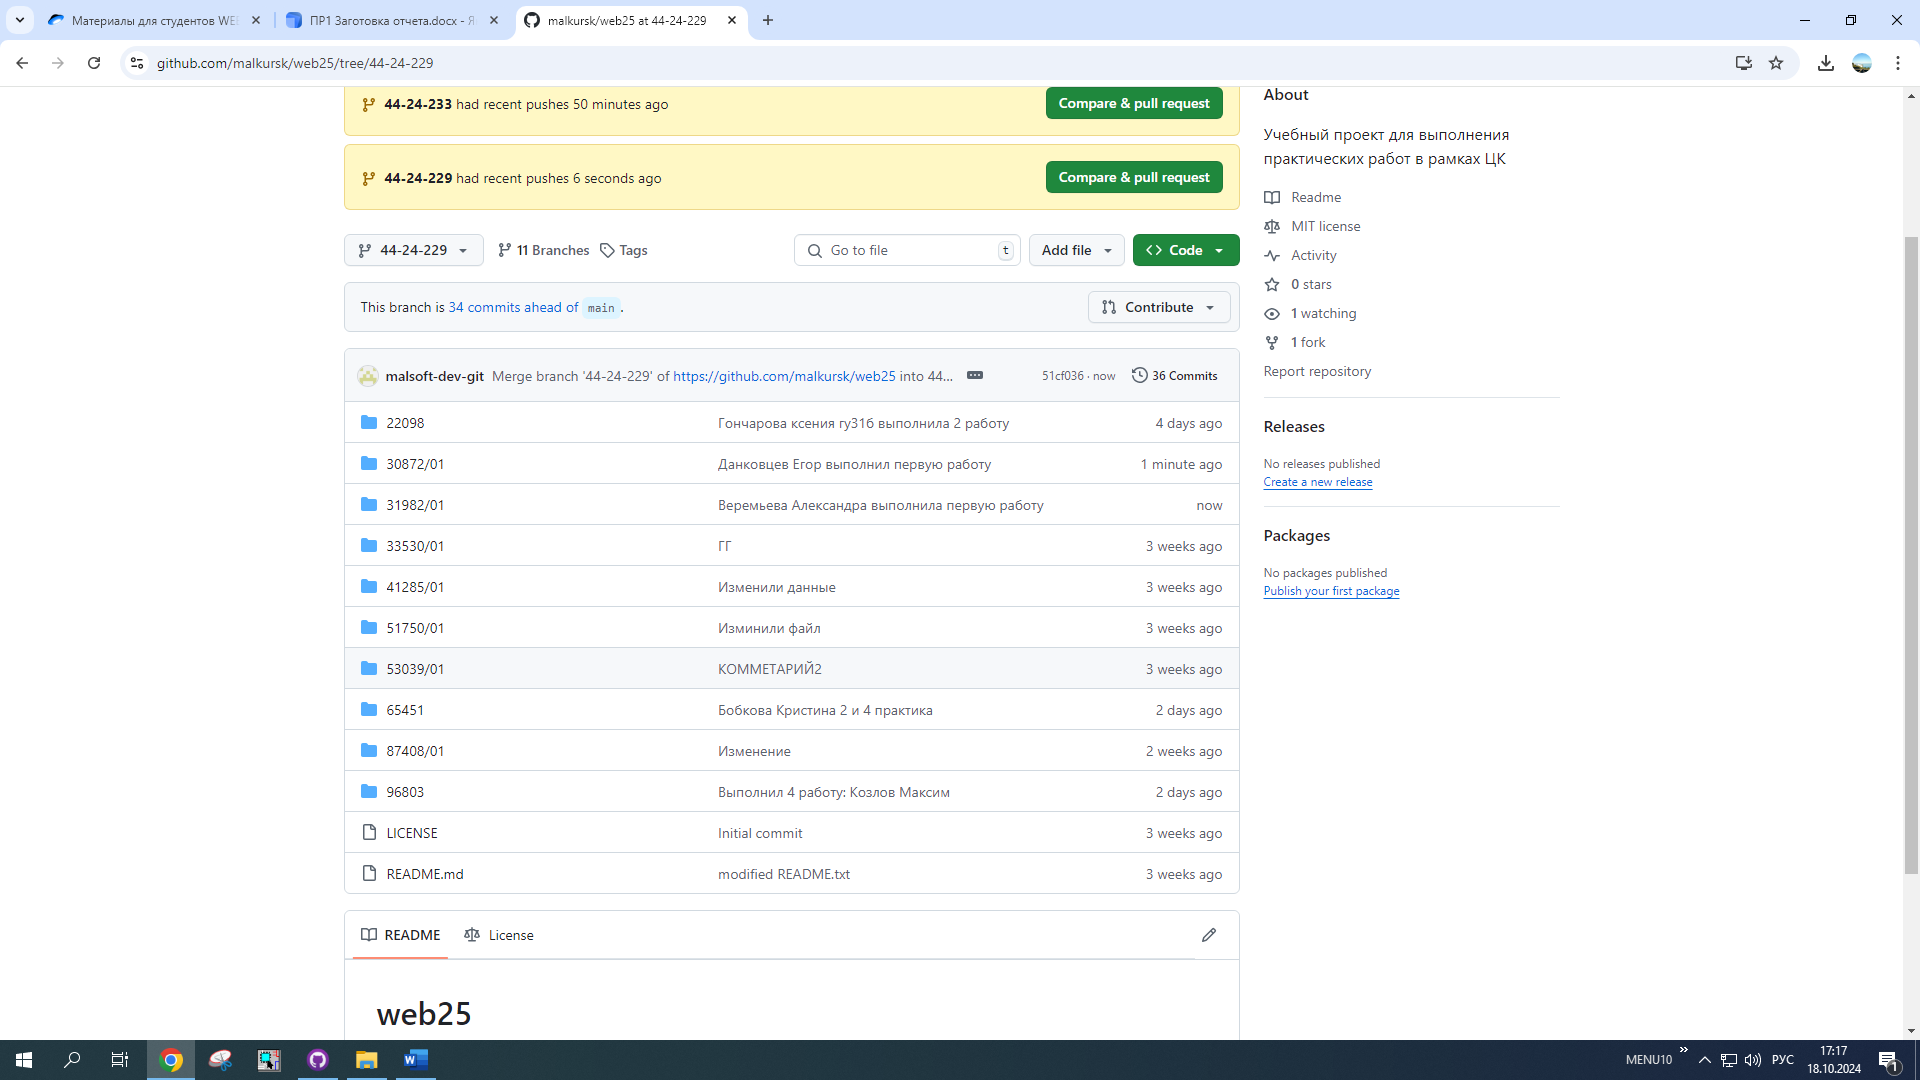 Материалы для студентов WEB
ПР1 Заготовка отчета.docx - Я
malkursk/web25 at 44-24-229
github.com/malkursk/web25/tree/44-24-229
44-24-233 had recent pushes 50 minutes ago
Compare & pull request
44-24-229 had recent pushes 6 seconds ago
Compare & pull request
44-24-229
11 Branches
Tags
Go to file
t
Add file
Code
This branch is 34 commits ahead of main .
Contribute
malsoft-dev-git Merge branch '44-24-229' of https://github.com/malkursk/web25 into 44...
51cf036 · now
36 Commits
22098 Гончарова ксения гу31б выполнила 2 работу 4 days ago
30872/01 Данковцев Егор выполнил первую работу 1 minute ago
31982/01 Веремьева Александра выполнила первую работу now
33530/01 ГГ 3 weeks ago
41285/01 Изменили данные 3 weeks ago
51750/01 Изминили файл 3 weeks ago
53039/01 КОММЕТАРИЙ2 3 weeks ago
65451 Бобкова Кристина 2 и 4 практика 2 days ago
87408/01 Изменение 2 weeks ago
96803 Выполнил 4 работу: Козлов Максим 2 days ago
LICENSE Initial commit 3 weeks ago
README.md modified README.txt 3 weeks ago
README
License
web25
About
Учебный проект для выполнения
практических работ в рамках ЦК
Readme
MIT license
Activity
0 stars
1 watching
1 fork
Report repository
Releases
No releases published
Create a new release
Packages
No packages published
Publish your first package
MENU10
РУС
17:17
18.10.2024
1